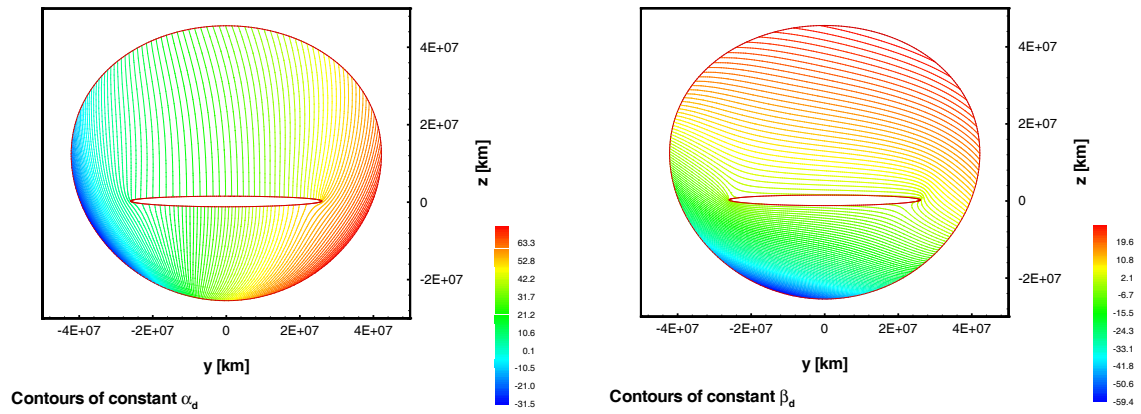 4E+07
2E+07
0
-2E+07
z [km]
-4E+07 -2E+07 0 2E+07 4E+07
y [km]
63.3
52.8
42.2
31.7
21.2
10.6
0.1
-10.5
-21.0
-31.5
Contours of constant αd
4E+07
2E+07
0
-2E+07
z [km]
-4E+07 -2E+07 0 2E+07 4E+07
y [km]
19.6
10.8
2.0
-6.7
-15.5
-24.3
-33.1
-41.8
-50.6
-59.4
Contours of constant βd